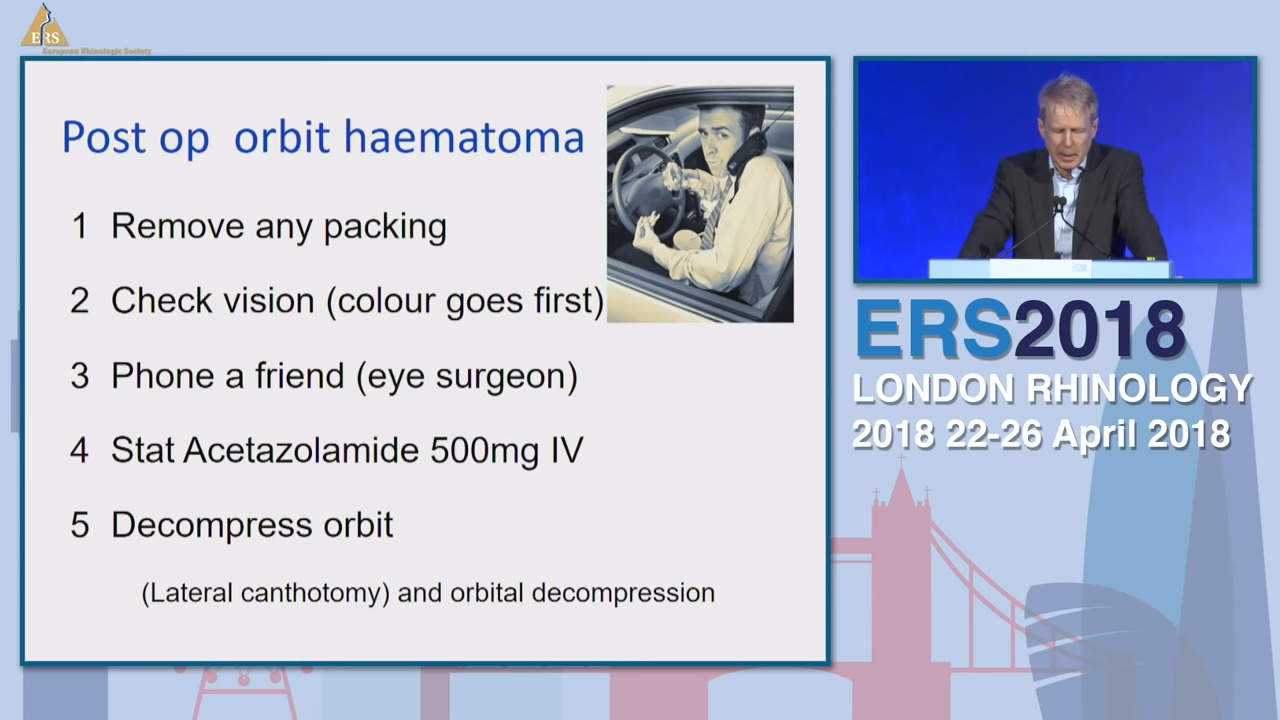 ERS
European Rhinologic Society
Post op orbit haematoma
1 Remove any packing
2 Check vision (colour goes first)
3 Phone a friend (eye surgeon)
4 Stat Acetazolamide 500mg IV
5 Decompress orbit
(Lateral canthotomy) and orbital decompression
ERS2018
LONDON RHINOLOGY
2018 22-26 April 2018